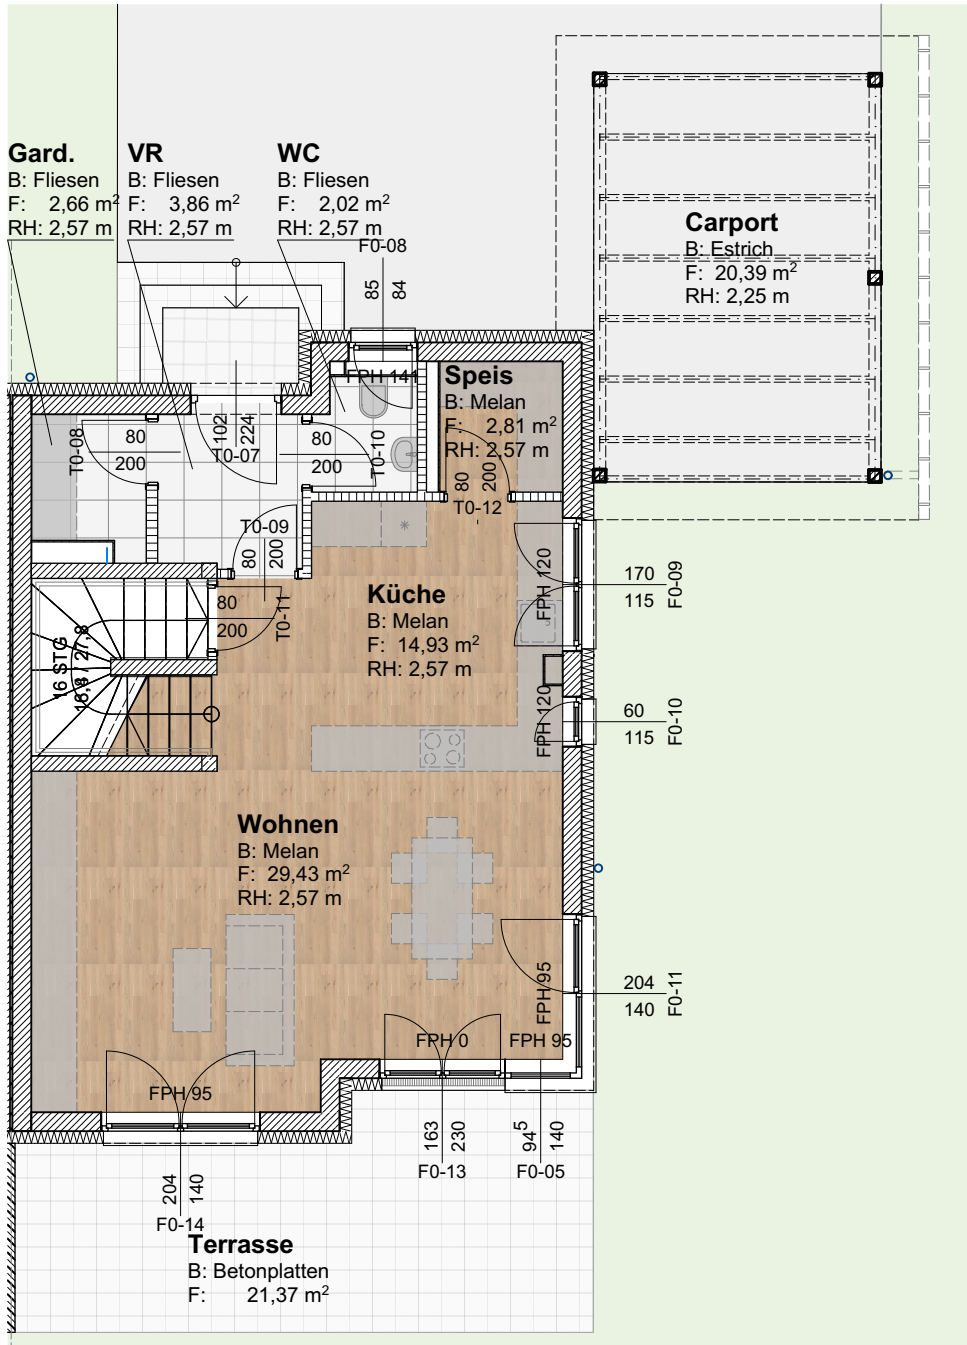 Gard.
B: Fliesen
F: 2,66 m²
RH: 2,57 m
VR
B: Fliesen
F: 3,86 m²
RH: 2,57 m
WC
B: Fliesen
F: 2,02 m²
RH: 2,57 m
F0-08
85
84
FPH 141
Carport
B: Estrich
F: 20,39 m²
RH: 2,25 m
Speis
B: Melan
F: 2,81 m²
RH: 2,57 m
T0-08
80
200
102
224
T0-07
80
200
T0-10
80
200
T0-12
T0-09
80
200
80
200
T0-11
16 STG
Küche
B: Melan
F: 14,93 m²
RH: 2,57 m
FPH 120
170
115
F0-09
FPH 120
60
115
F0-10
Wohnen
B: Melan
F: 29,43 m²
RH: 2,57 m
FPH 95
204
140
F0-11
FPH 0
FPH 95
FPH 95
163
230
F0-13
94⁵
140
F0-05
204
140
F0-14
Terrasse
B: Betonplatten
F: 21,37 m²